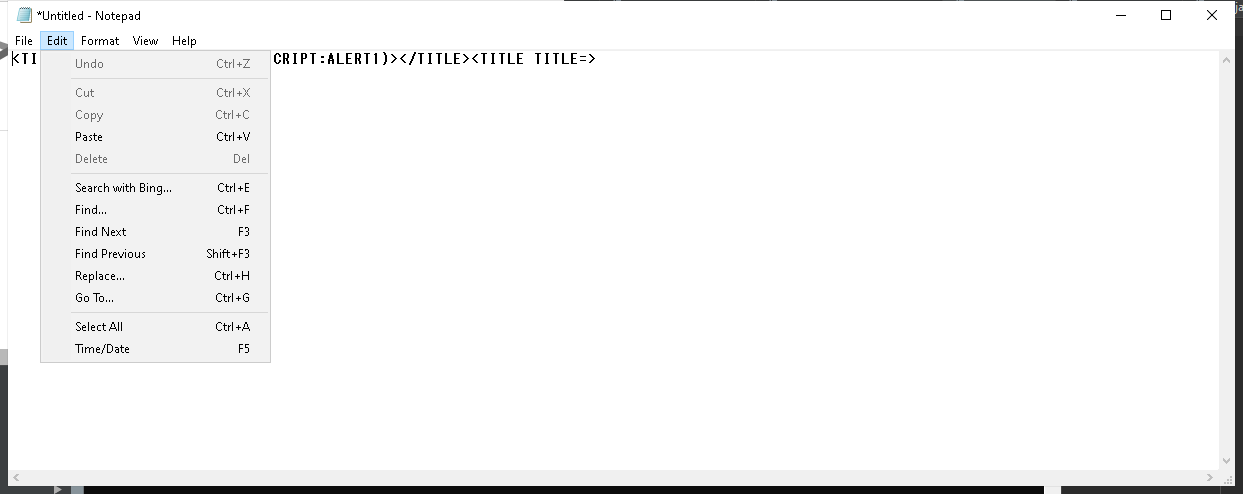 *Untitled - Notepad
File Edit Format View Help
<TI CRIPT:ALERT1)></TITLE><TITLE TITLE=>
Undo Ctrl+Z
Cut Ctrl+X
Copy Ctrl+C
Paste Ctrl+V
Delete Del
Search with Bing... Ctrl+E
Find... Ctrl+F
Find Next F3
Find Previous Shift+F3
Replace... Ctrl+H
Go To... Ctrl+G
Select All Ctrl+A
Time/Date F5